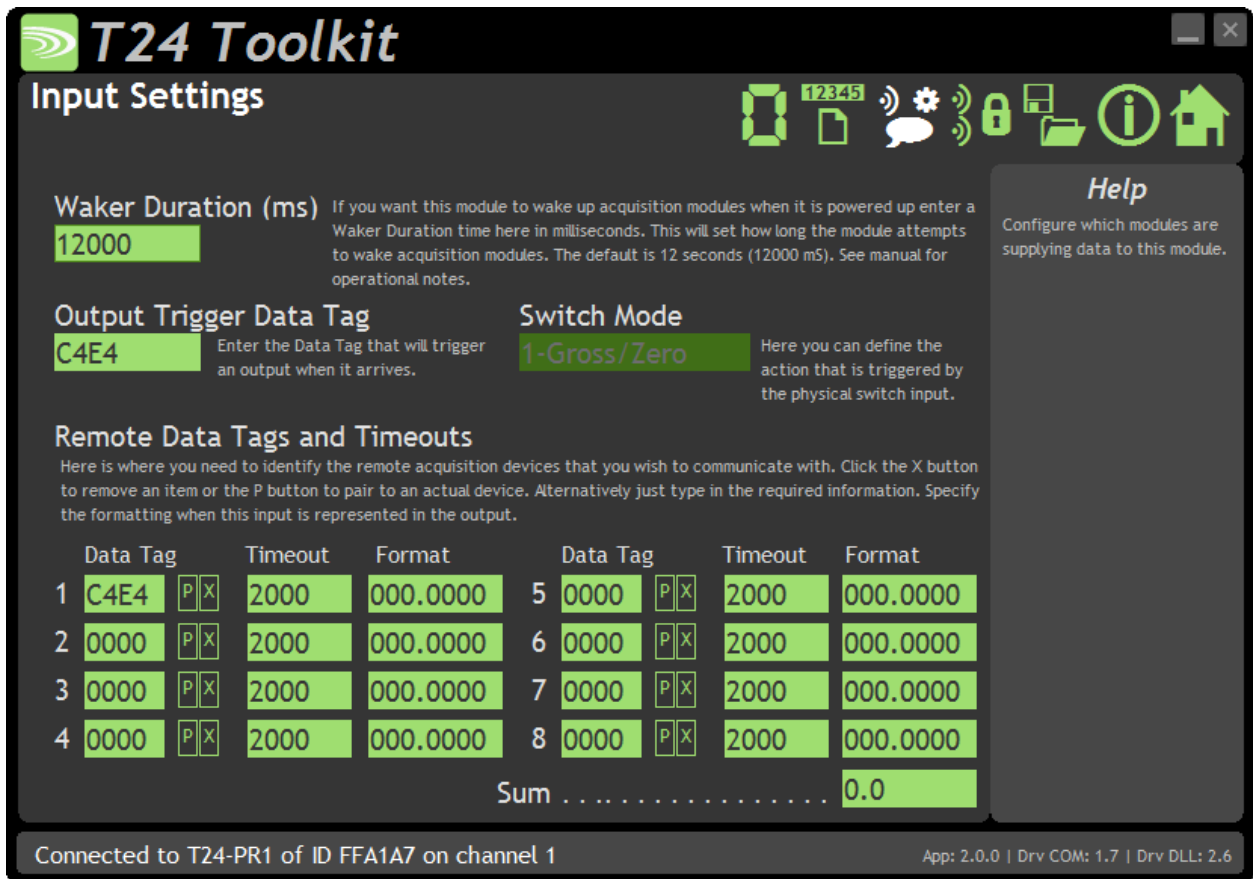 T24 Toolkit
Input Settings
12345
Waker Duration (ms)
12000
If you want this module to wake up acquisition modules when it is powered up enter a
Waker Duration time here in milliseconds. This will set how long the module attempts
to wake acquisition modules. The default is 12 seconds (12000 mS). See manual for
operational notes.
Output Trigger Data Tag
C4E4
Enter the Data Tag that will trigger
an output when it arrives.
Switch Mode
1-Gross/Zero
Here you can define the
action that is triggered by
the physical switch input.
Remote Data Tags and Timeouts
Here is where you need to identify the remote acquisition devices that you wish to communicate with. Click the X button
to remove an item or the P button to pair to an actual device. Alternatively just type in the required information. Specify
the formatting when this input is represented in the output.
Data Tag Timeout Format Data Tag Timeout Format
1 C4E4 P X 2000 000.0000 5 0000 P X 2000 000.0000
2 0000 P X 2000 000.0000 6 0000 P X 2000 000.0000
3 0000 P X 2000 000.0000 7 0000 P X 2000 000.0000
4 0000 P X 2000 000.0000 8 0000 P X 2000 000.0000
Sum . . .. . . . . . . . . . . . . . 0.0
Help
Configure which modules are
supplying data to this module.
Connected to T24-PR1 of ID FFA1A7 on channel 1
App: 2.0.0 | Drv COM: 1.7 | Drv DLL: 2.6